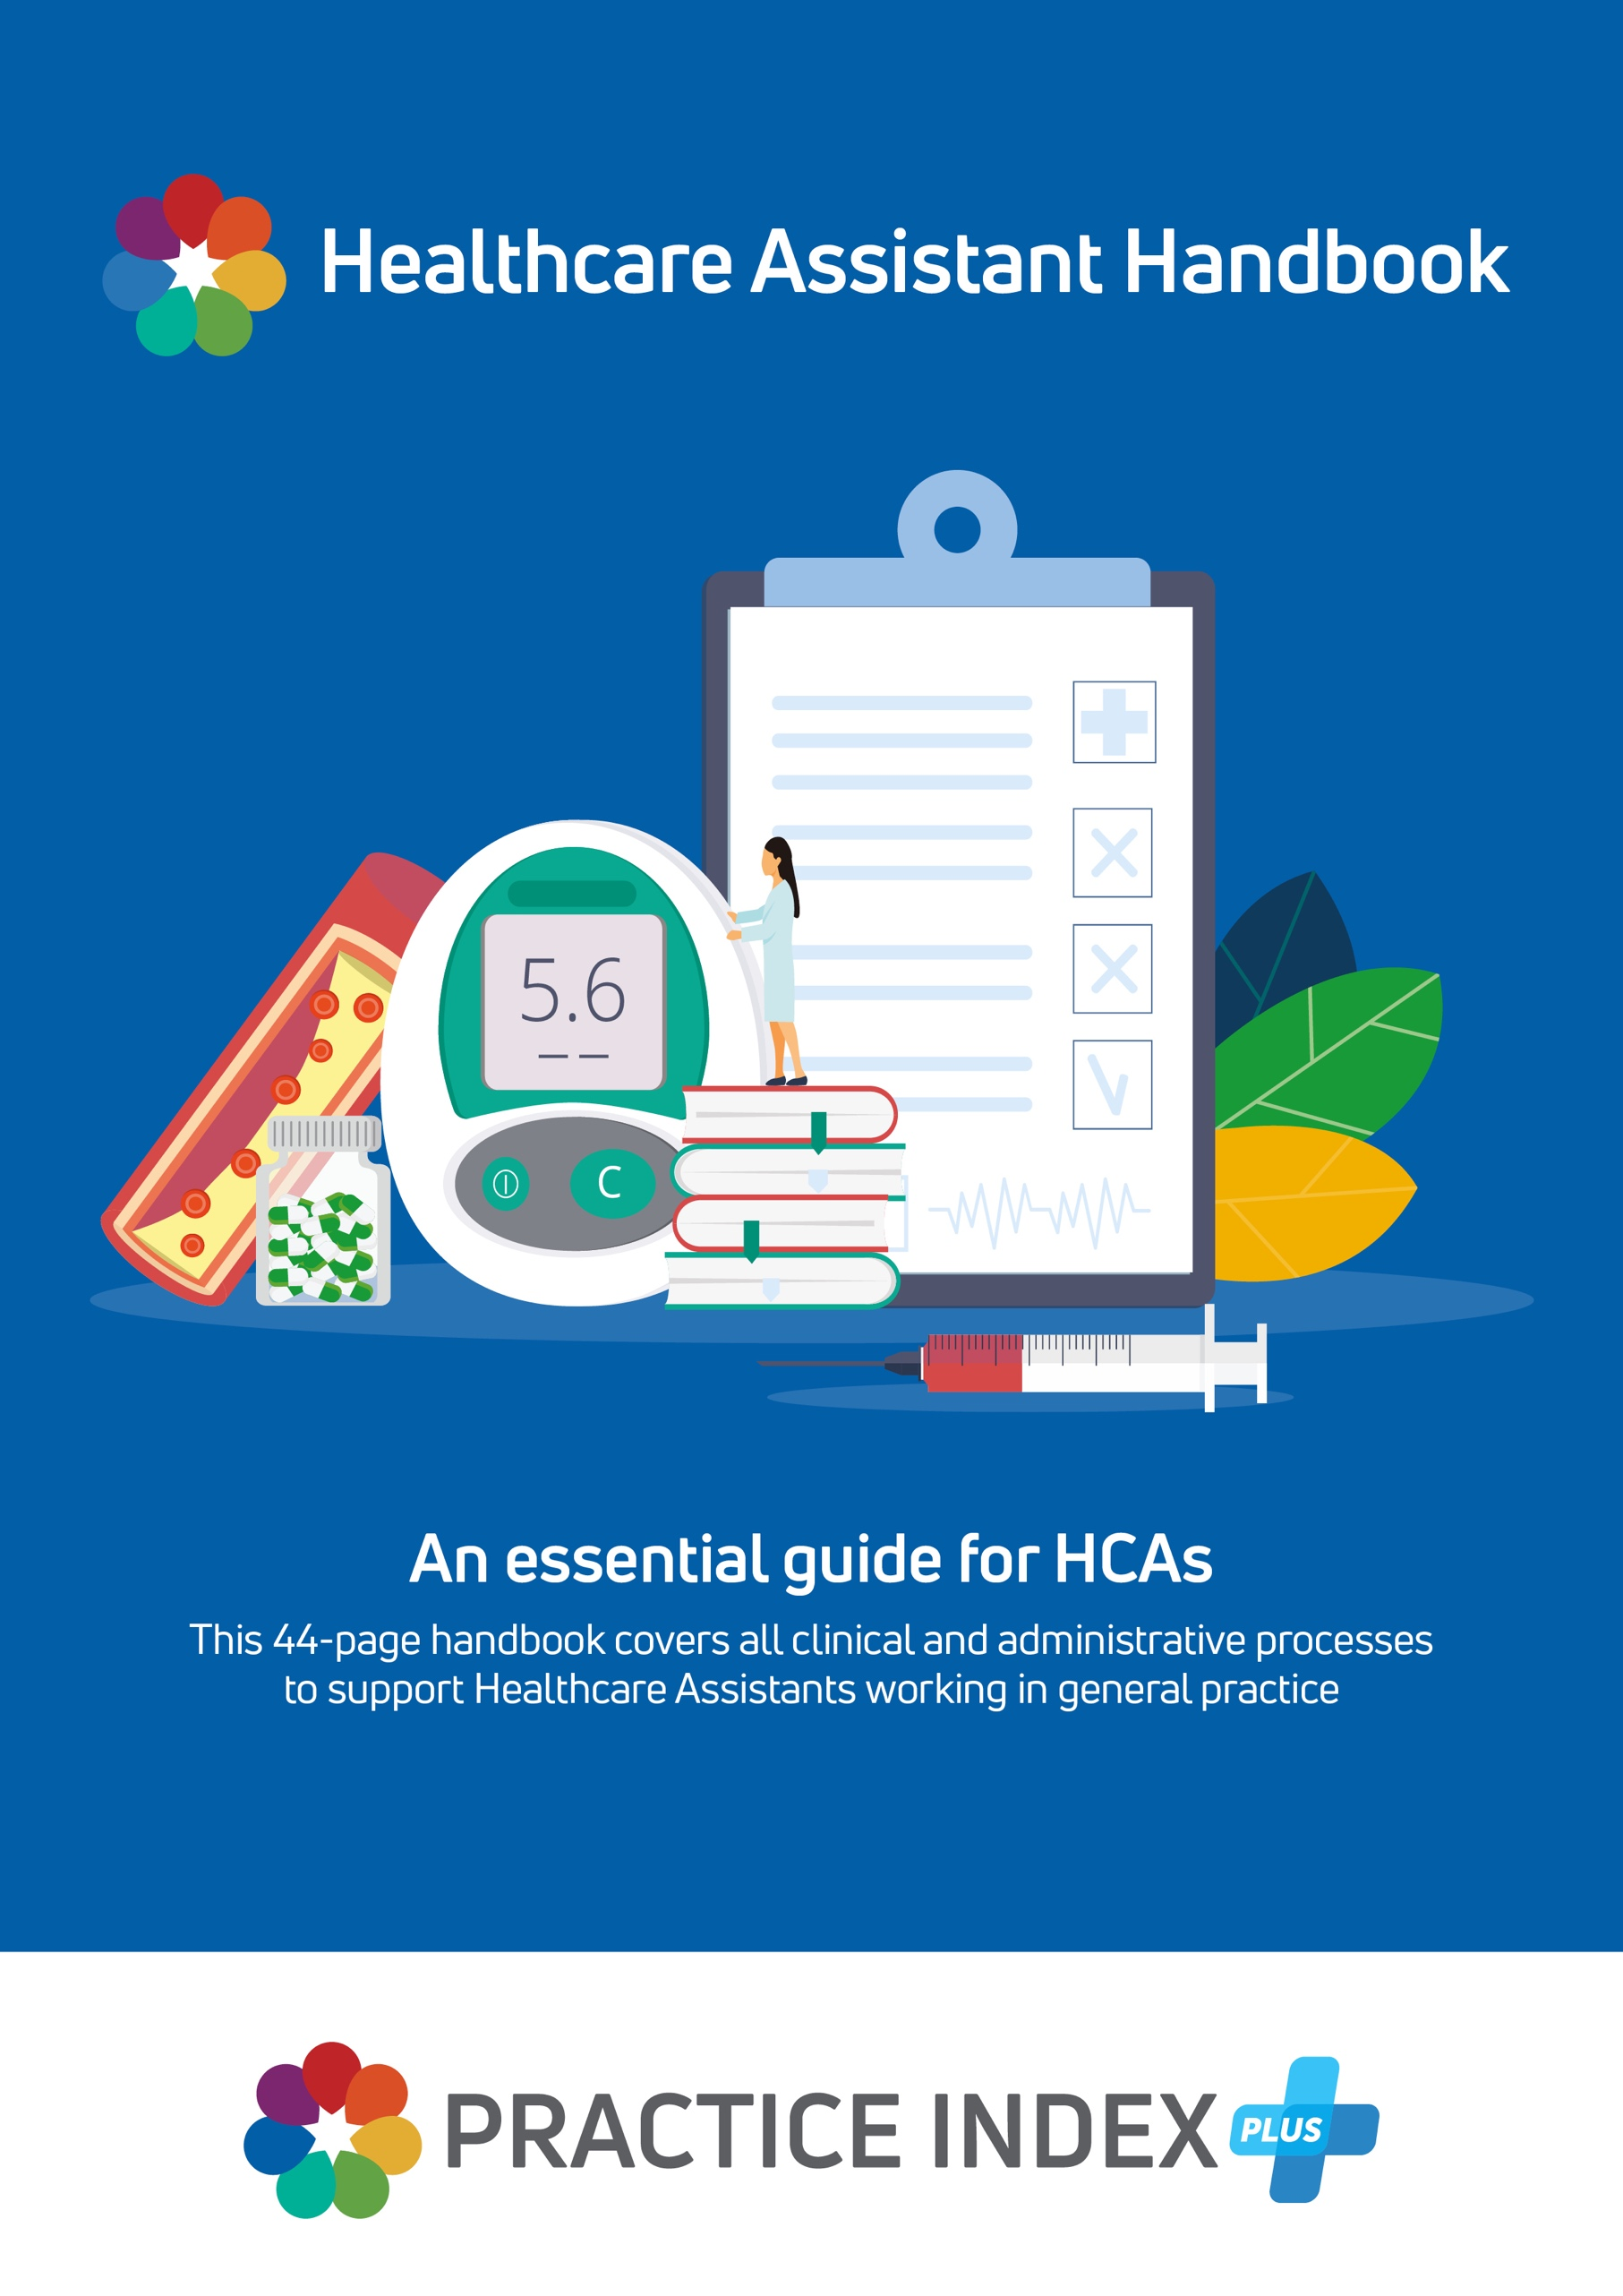 Healthcare Assistant Handbook
5.6
C
An essential guide for HCAs
This 44-page handbook covers all clinical and administrative processes
to support Healthcare Assistants working in general practice
PRACTICE INDEX PLUS